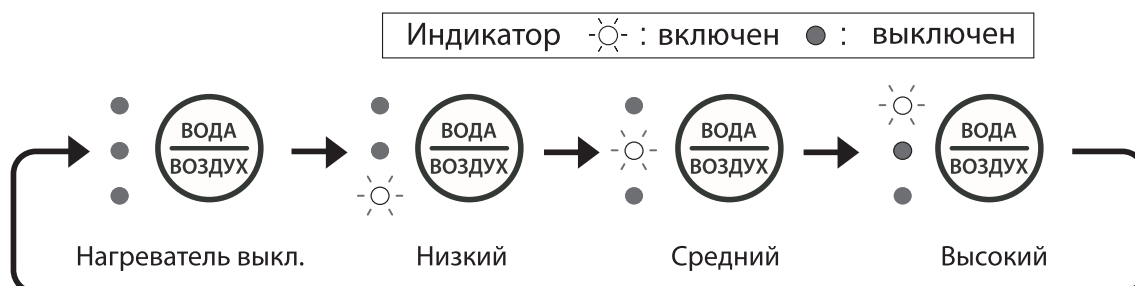 Индикатор : включен : выключен
ВОДА ВОДА ВОДА ВОДА
ВОЗДУХ ВОЗДУХ ВОЗДУХ ВОЗДУХ
Нагреватель выкл. Низкий Средний Высокий